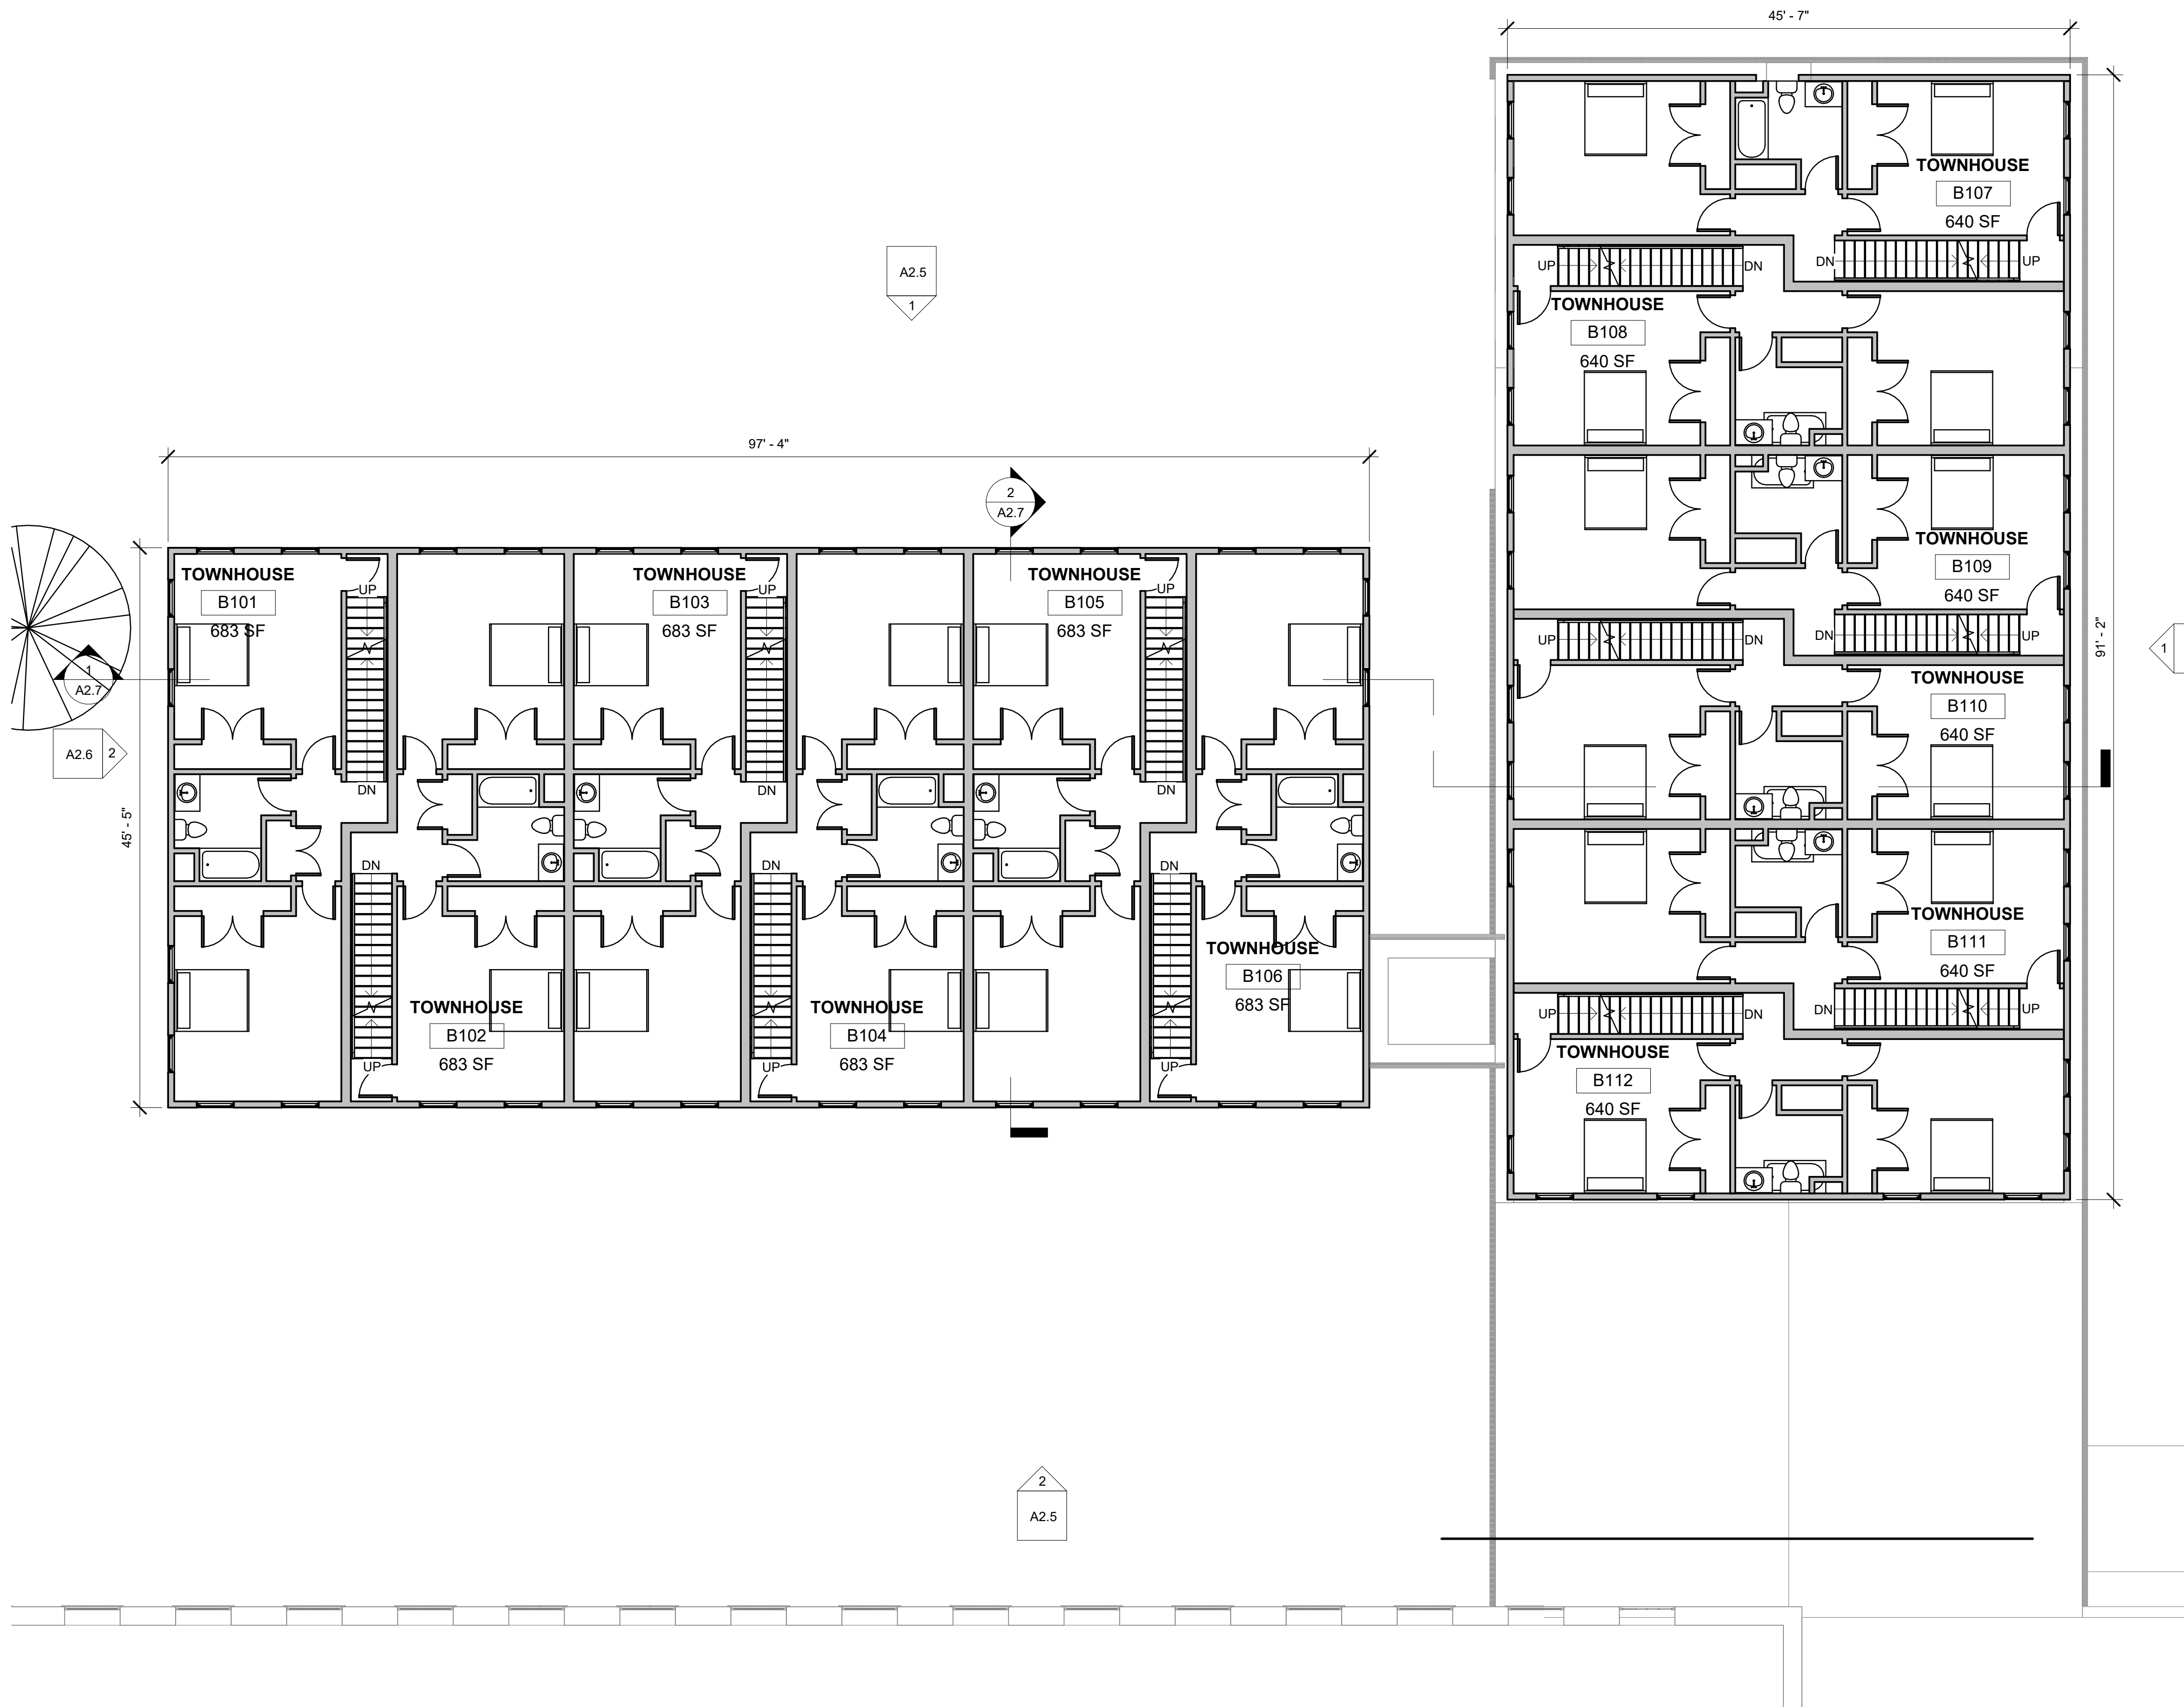 45' - 7"
TOWNHOUSE
B107
640 SF
DN
UP
UP
DN
TOWNHOUSE
B108
640 SF
A2.5
1
97' - 4"
2
A2.7
TOWNHOUSE
B109
640 SF
DN
UP
UP
DN
91' - 2"
1
TOWNHOUSE
B101
683 SF
UP
DN
TOWNHOUSE
B103
683 SF
UP
DN
TOWNHOUSE
B105
683 SF
UP
DN
1
A2.7
A2.6
2
45' - 5"
TOWNHOUSE
B110
640 SF
DN
UP
TOWNHOUSE
B102
683 SF
DN
UP
TOWNHOUSE
B104
683 SF
DN
UP
TOWNHOUSE
B106
683 SF
TOWNHOUSE
B111
640 SF
DN
UP
UP
DN
TOWNHOUSE
B112
640 SF
2
A2.5